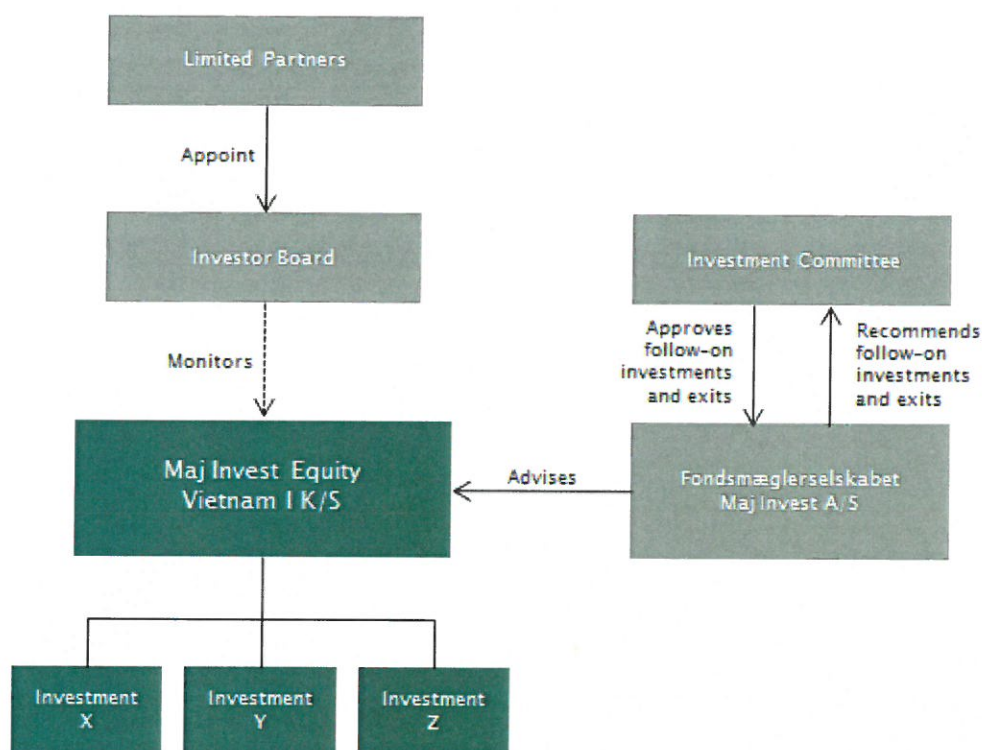 Limited Partners
Appoint
Investor Board
Investment Committee
Monitors
Approves
follow-on
investments
and exits
Recommends
follow-on
investments
and exits
Maj Invest Equity
Vietnam I K/S
Advises
Fondsmæglerselskabet
Maj Invest A/S
Investment
X
Investment
Y
Investment
Z